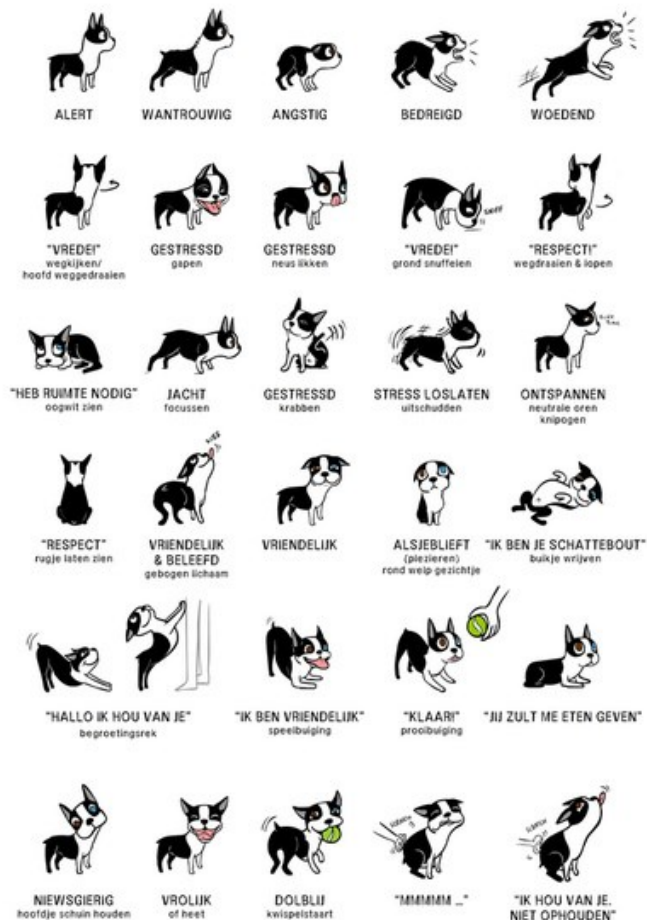 ALERT
WANTROUWIG
ANGSTIG
BEDREIGD
WOEDEND
"VREDE!"
wegkijken/
hoofd weggedraaien
GESTRESSD
gapen
GESTRESSD
neus likken
SNIFF
"VREDE!"
grond snuffelen
"RESPECT!"
wegdraaien & lopen
"HEB RUIMTE NODIG"
oogwit zien
JACHT
focussen
GESTRESSD
krabben
STRESS LOSLATEN
uitschudden
ONTSPANNEN
neutrale oren
knipogen
"RESPECT"
rugje laten zien
VRIENDELIJK
& BELEEFD
gebogen lichaam
VRIENDELIJK
ALSJEBLIEFT
(plezieren)
rond welp gezichtje
"IK BEN JE SCHATTEBOUT"
buikje wrijven
"HALLO IK HOU VAN JE"
begroetingsrek
"IK BEN VRIENDELIJK"
speelbuiging
"KLAAR!"
prooibuiging
"JIJ ZULT ME ETEN GEVEN"
NIEWSGIERIG
hoofdje schuin houden
VROLIJK
of heet
DOLBLIJ
kwispelstaart
SCRATCH
"MMMMM ..."
SCRATCH
"IK HOU VAN JE.
NIET OPHOUDEN"